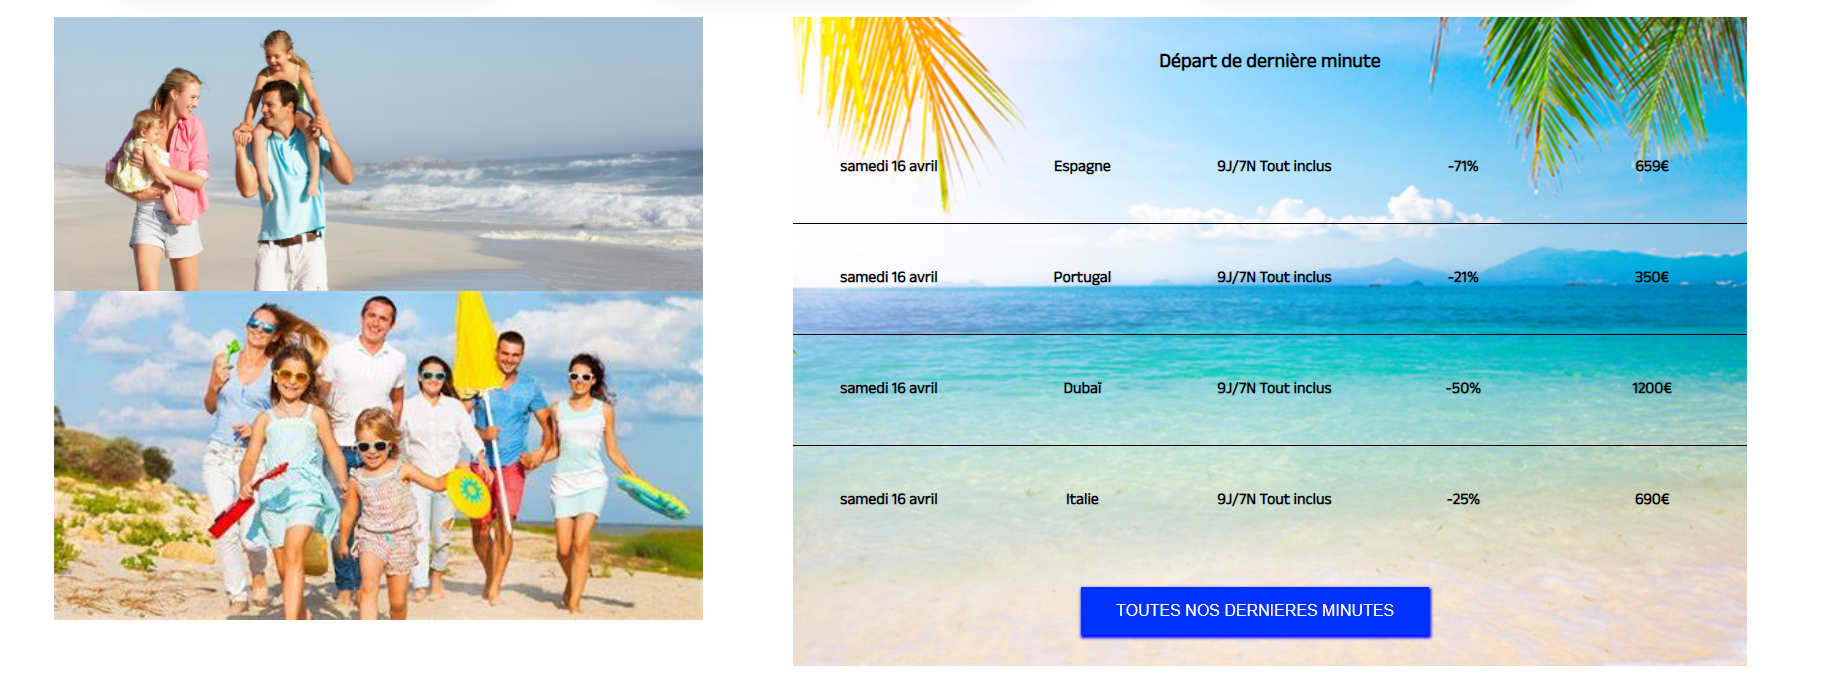 Départ de dernière minute
samedi 16 avril Espagne 9J/7N Tout inclus -71% 659€
samedi 16 avril Portugal 9J/7N Tout inclus -21% 350€
samedi 16 avril Dubaï 9J/7N Tout inclus -50% 1200€
samedi 16 avril Italie 9J/7N Tout inclus -25% 690€
TOUTES NOS DERNIERES MINUTES